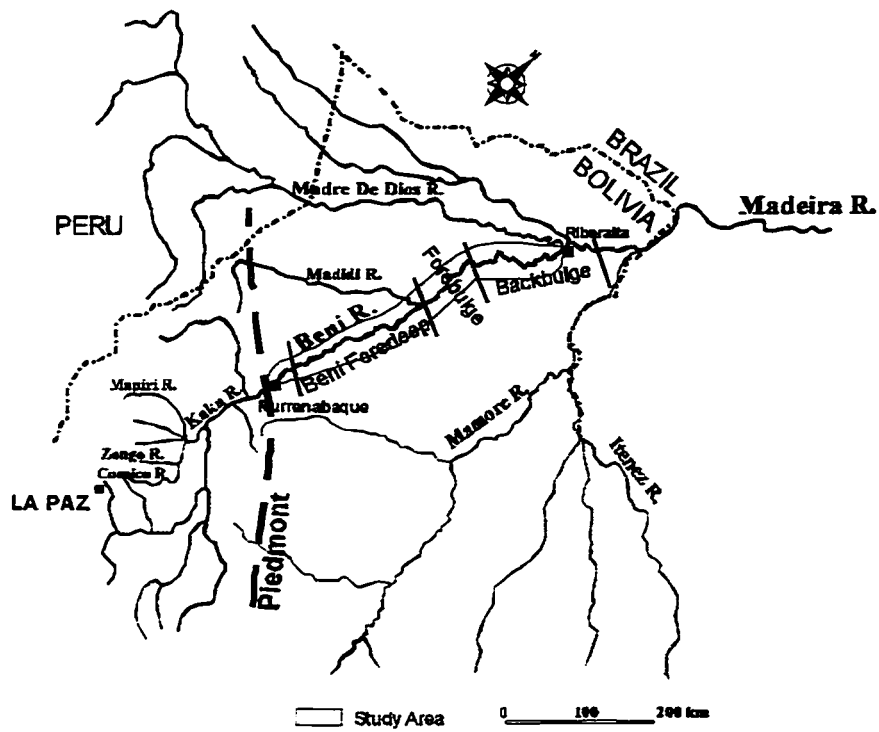 N
BRAZIL
BOLIVIA
Madre De Dios R.
Madeira R.
PERU
Riberalta
Madidi R.
Forebulge
Backbulge
Beni R.
Beni Foredeep
Mapiri R.
Kaka R.
Rurrenabaque
Mamore R.
Zongo R.
Coroico R.
Itenez R.
LA PAZ
Piedmont
Study Area
0 100 200 km